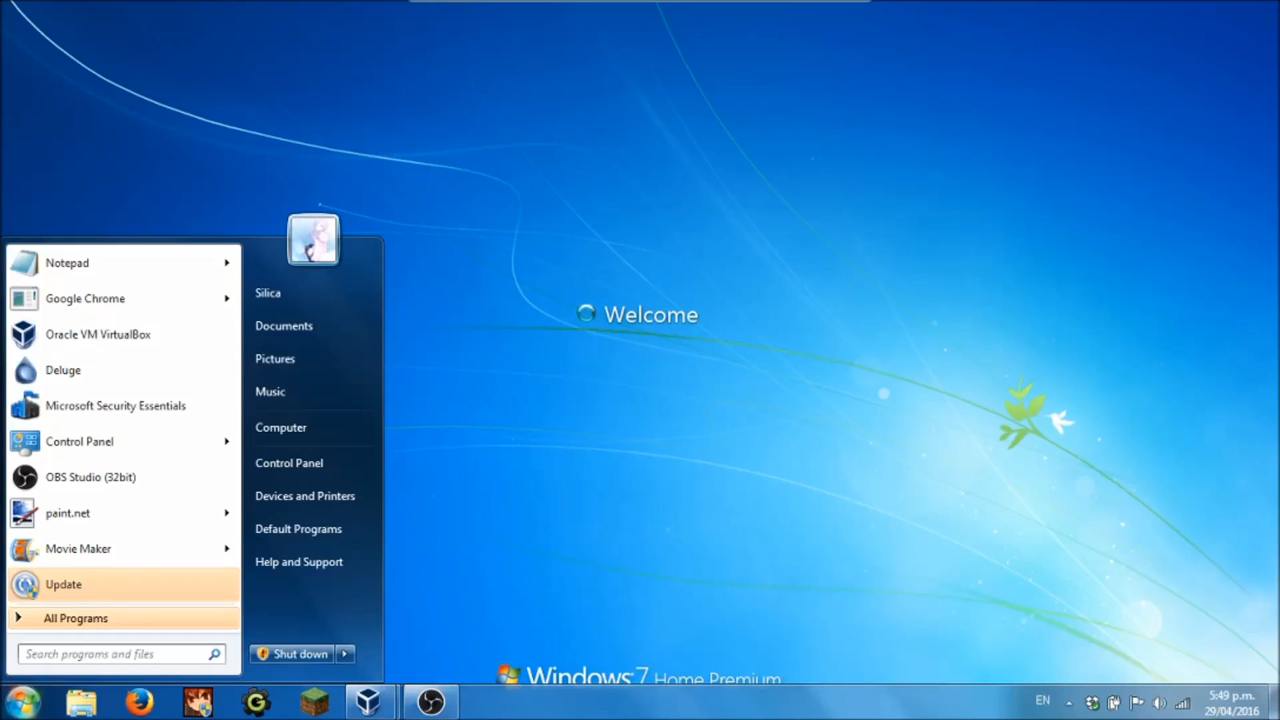 Notepad
Google Chrome
Oracle VM VirtualBox
Deluge
Microsoft Security Essentials
Control Panel
OBS Studio (32bit)
paint.net
Movie Maker
Update
All Programs
Search programs and files
Silica
Documents
Pictures
Music
Computer
Control Panel
Devices and Printers
Default Programs
Help and Support
Shut down
Welcome
Windows 7 Home Premium
EN
5:49 p.m.
29/04/2016